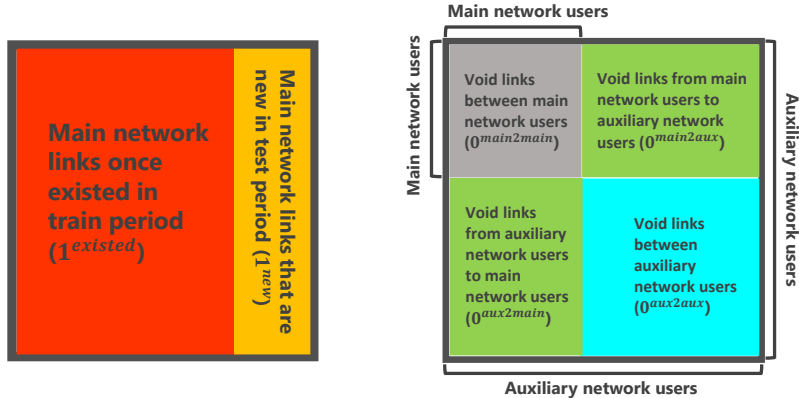 Main network
links once
existed in
train period
(1^existed)
Main network links that are
new in test period (1^new)
Main network users
Main network users
Void links
between main
network users
(0^main2main)
Void links from main
network users to
auxiliary network
users (0^main2aux)
Void links
from auxiliary
network users
to main
network users
(0^aux2main)
Void links
between
auxiliary
network users
(0^aux2aux)
Auxiliary network users
Auxiliary network users